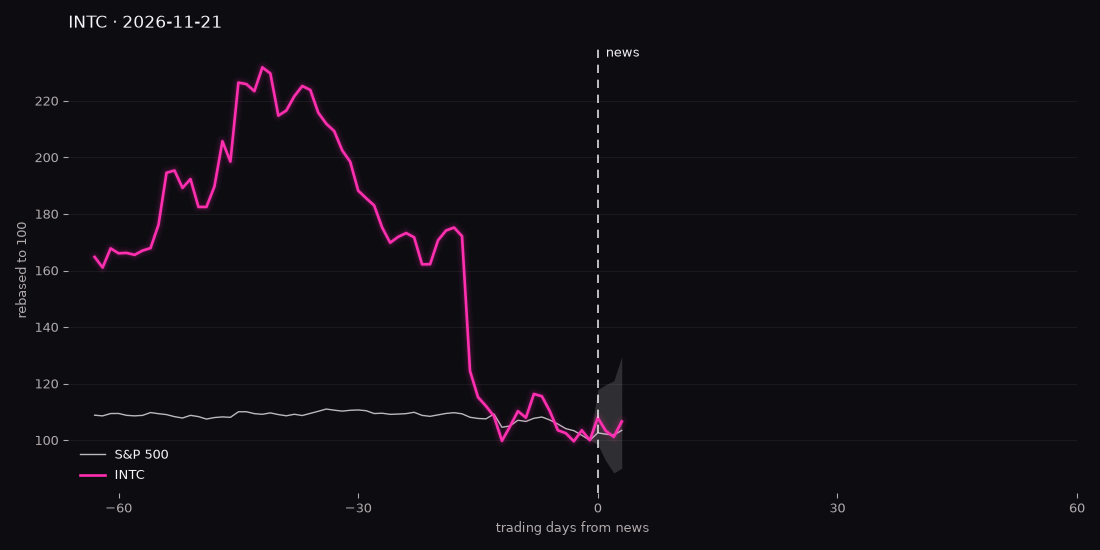 INTC · 2026-11-21
news
220
200
180
160
140
120
100
rebased to 100
S&P 500
INTC
−60
−30
0
30
60
trading days from news